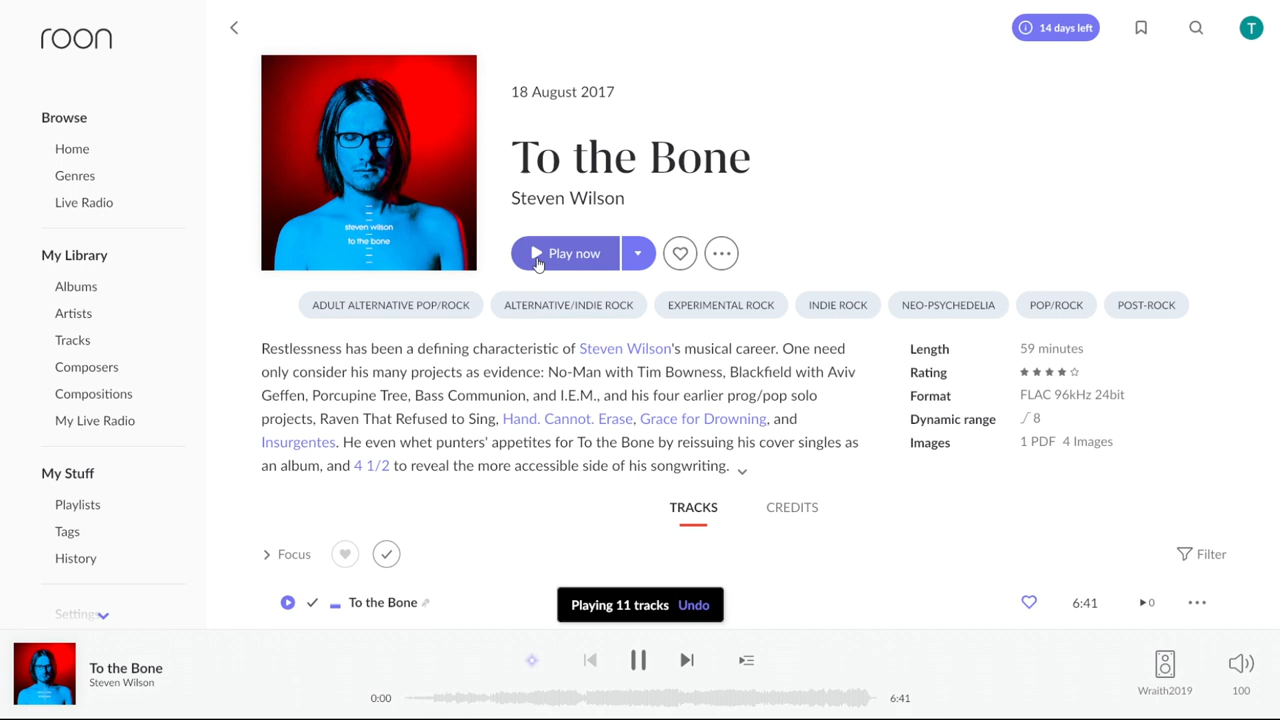 roon
14 days left
T
Browse
Home
Genres
Live Radio
My Library
Albums
Artists
Tracks
Composers
Compositions
My Live Radio
My Stuff
Playlists
Tags
History
Settings
steven wilson
to the bone
18 August 2017
To the Bone
Steven Wilson
Play now
ADULT ALTERNATIVE POP/ROCK
ALTERNATIVE/INDIE ROCK
EXPERIMENTAL ROCK
INDIE ROCK
NEO-PSYCHEDELIA
POP/ROCK
POST-ROCK
Restlessness has been a defining characteristic of Steven Wilson's musical career. One need
only consider his many projects as evidence: No-Man with Tim Bowness, Blackfield with Aviv
Geffen, Porcupine Tree, Bass Communion, and I.E.M., and his four earlier prog/pop solo
projects, Raven That Refused to Sing, Hand. Cannot. Erase, Grace for Drowning, and
Insurgentes. He even whet punters' appetites for To the Bone by reissuing his cover singles as
an album, and 4 1/2 to reveal the more accessible side of his songwriting.
Length 59 minutes
Rating
Format FLAC 96kHz 24bit
Dynamic range 8
Images 1 PDF 4 Images
TRACKS
CREDITS
Focus
Filter
To the Bone
6:41
0
Playing 11 tracks Undo
To the Bone
Steven Wilson
0:00
6:41
Wraith2019
100